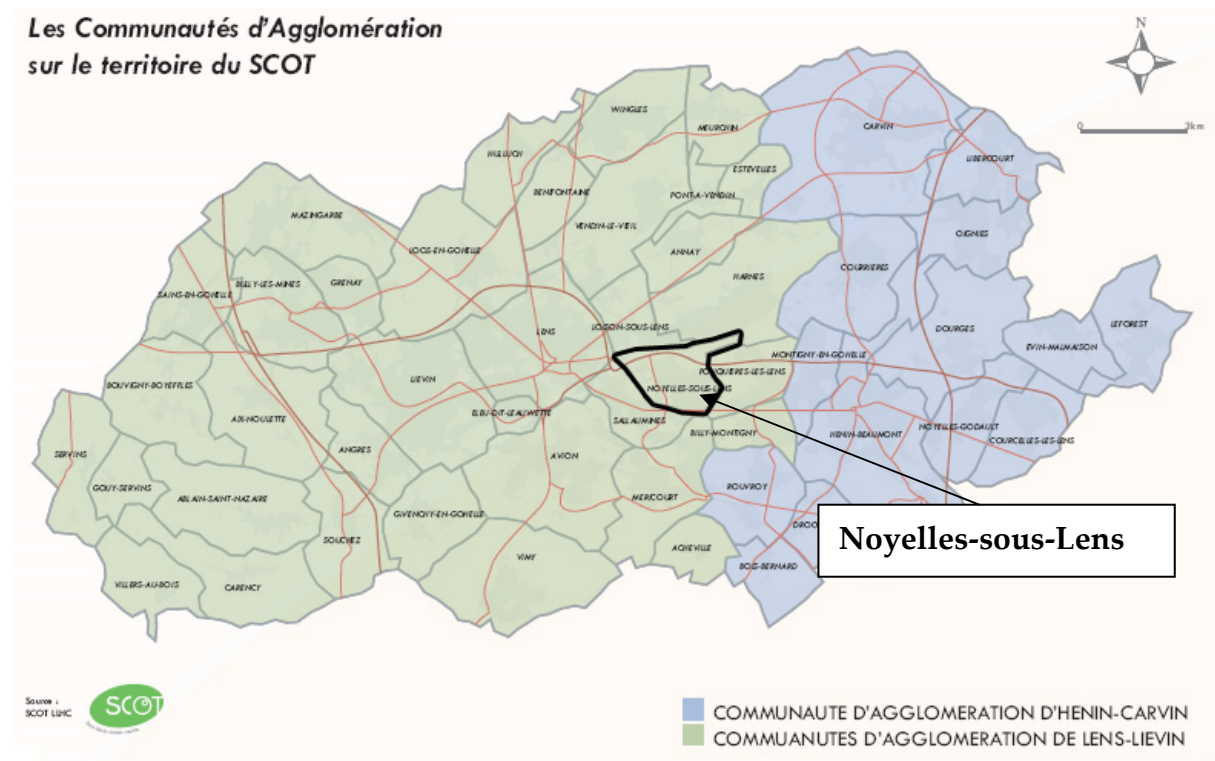 Les Communautés d'Agglomération
sur le territoire du SCOT
N
0 3km
WINGLES
MEURCHIN
CARVIN
HULLUCH
LIBERCOURT
ESTEVELLES
BENIFONTAINE
PONT-A-VENDIN
MAZINGARBE
VENDIN-LE-VIEIL
OIGNIES
LOOS-EN-GOHELLE
ANNAY
COURRIERES
HARNES
BULLY-LES-MINES
GRENAY
SAINS-EN-GOHELLE
LEFOREST
LOISON-SOUS-LENS
LENS
DOURGES
EVIN-MALMAISON
MONTIGNY-EN-GOHELLE
FOUQUIERES-LES-LENS
LIEVIN
BOUVIGNY-BOYEFFLES
NOYELLES-SOUS-LENS
ELEU-DIT-LEAUWETTE
AIX-NOULETTE
SALLAUMINES
NOYELLES-GODAULT
BILLY-MONTIGNY
HENIN-BEAUMONT
COURCELLES-LES-LENS
ANGRES
SERVINS
AVION
GOUY-SERVINS
ROUVROY
ABLAIN-SAINT-NAZAIRE
MERICOURT
GIVENCHY-EN-GOHELLE
DROC
Noyelles-sous-Lens
SOUCHEZ
ACHEVILLE
VIMY
BOIS-BERNARD
VILLERS-AU-BOIS
CARENCY
Source :
SCOT LLHC
SCOT
COMMUNAUTE D'AGGLOMERATION D'HENIN-CARVIN
COMMUANUTES D'AGGLOMERATION DE LENS-LIEVIN